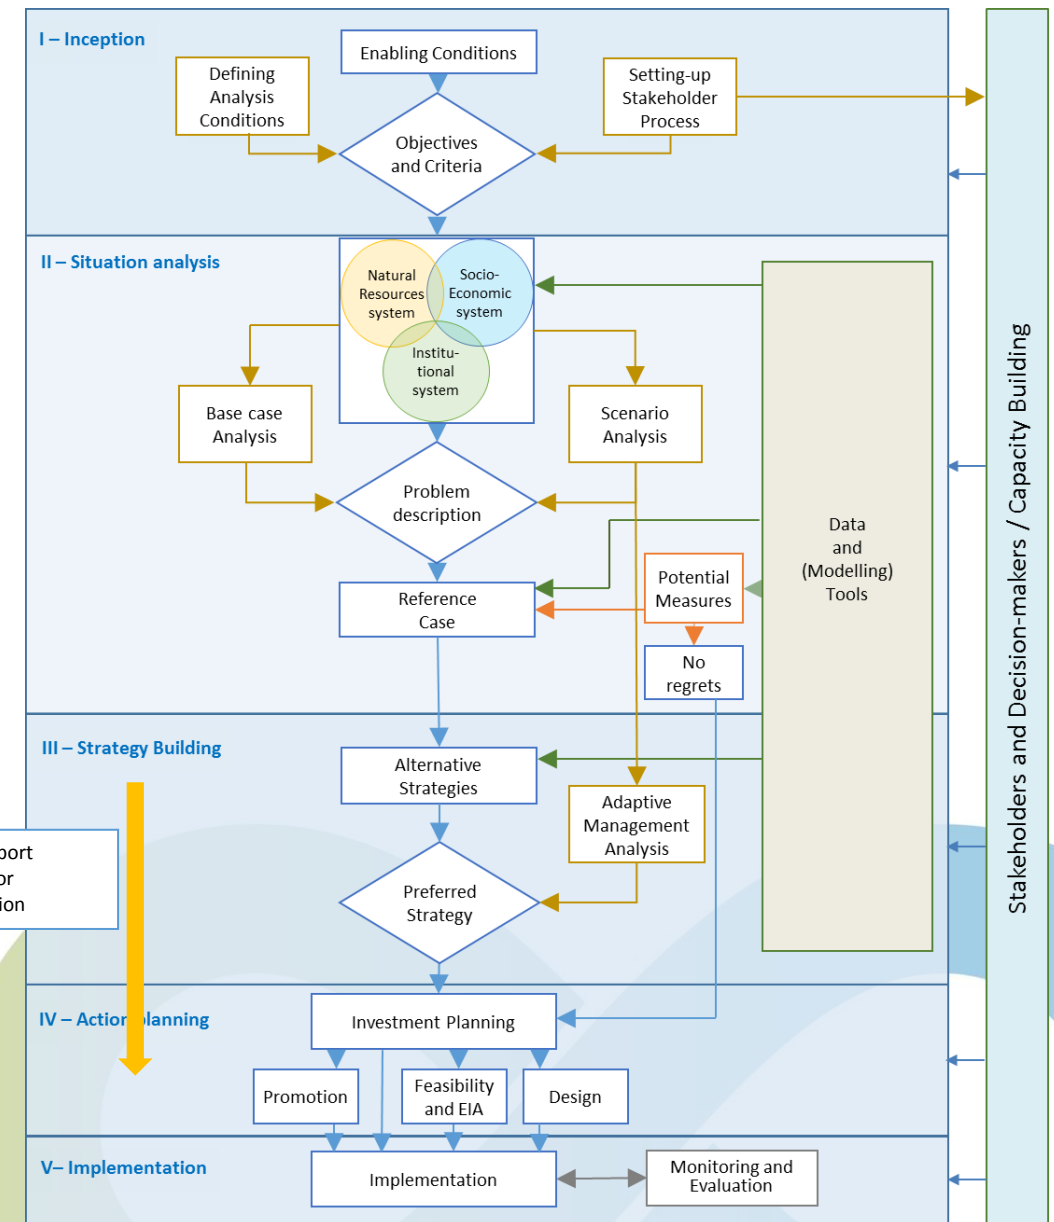 I – Inception
Enabling Conditions
Defining
Analysis
Conditions
Setting-up
Stakeholder
Process
Objectives
and Criteria
II – Situation analysis
Natural
Resources
system
Socio-
Economic
system
Institu-
tional
system
Base case
Analysis
Scenario
Analysis
Problem
description
Data
and
(Modelling)
Tools
Potential
Measures
Reference
Case
No
regrets
III – Strategy Building
Alternative
Strategies
Adaptive
Management
Analysis
Preferred
Strategy
IV – Action planning
Investment Planning
Promotion
Feasibility
and EIA
Design
V– Implementation
Implementation
Monitoring and
Evaluation
Stakeholders and Decision-makers / Capacity Building